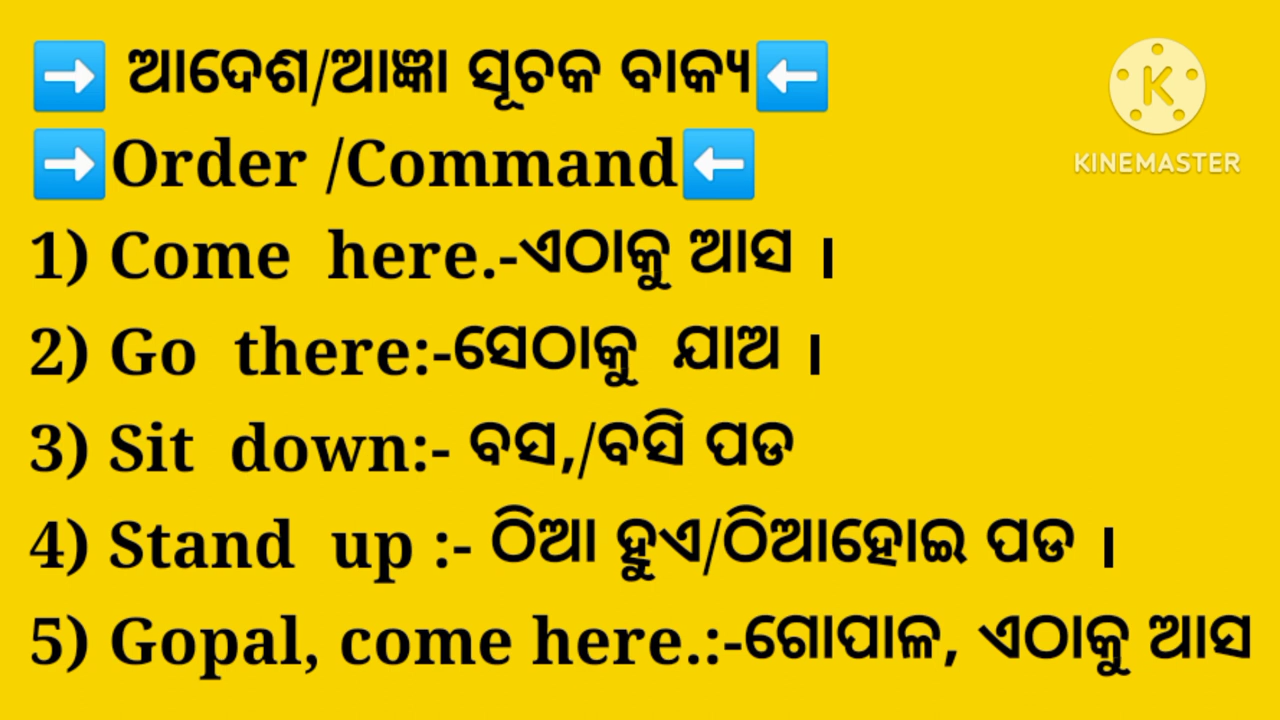 ➡️ ଆଦେଶ/ଆଜ୍ଞା ସୂଚକ ବାକ୍ୟ⬅️
➡️Order /Command⬅️
KINEMASTER
1) Come here.-ଏଠାକୁ ଆସ ।
2) Go there:-ସେଠାକୁ ଯାଅ ।
3) Sit down:- ବସ,/ବସି ପଡ
4) Stand up :- ଠିଆ ହୁଏ/ଠିଆହୋଇ ପଡ ।
5) Gopal, come here.:-ଗୋପାଳ, ଏଠାକୁ ଆସ